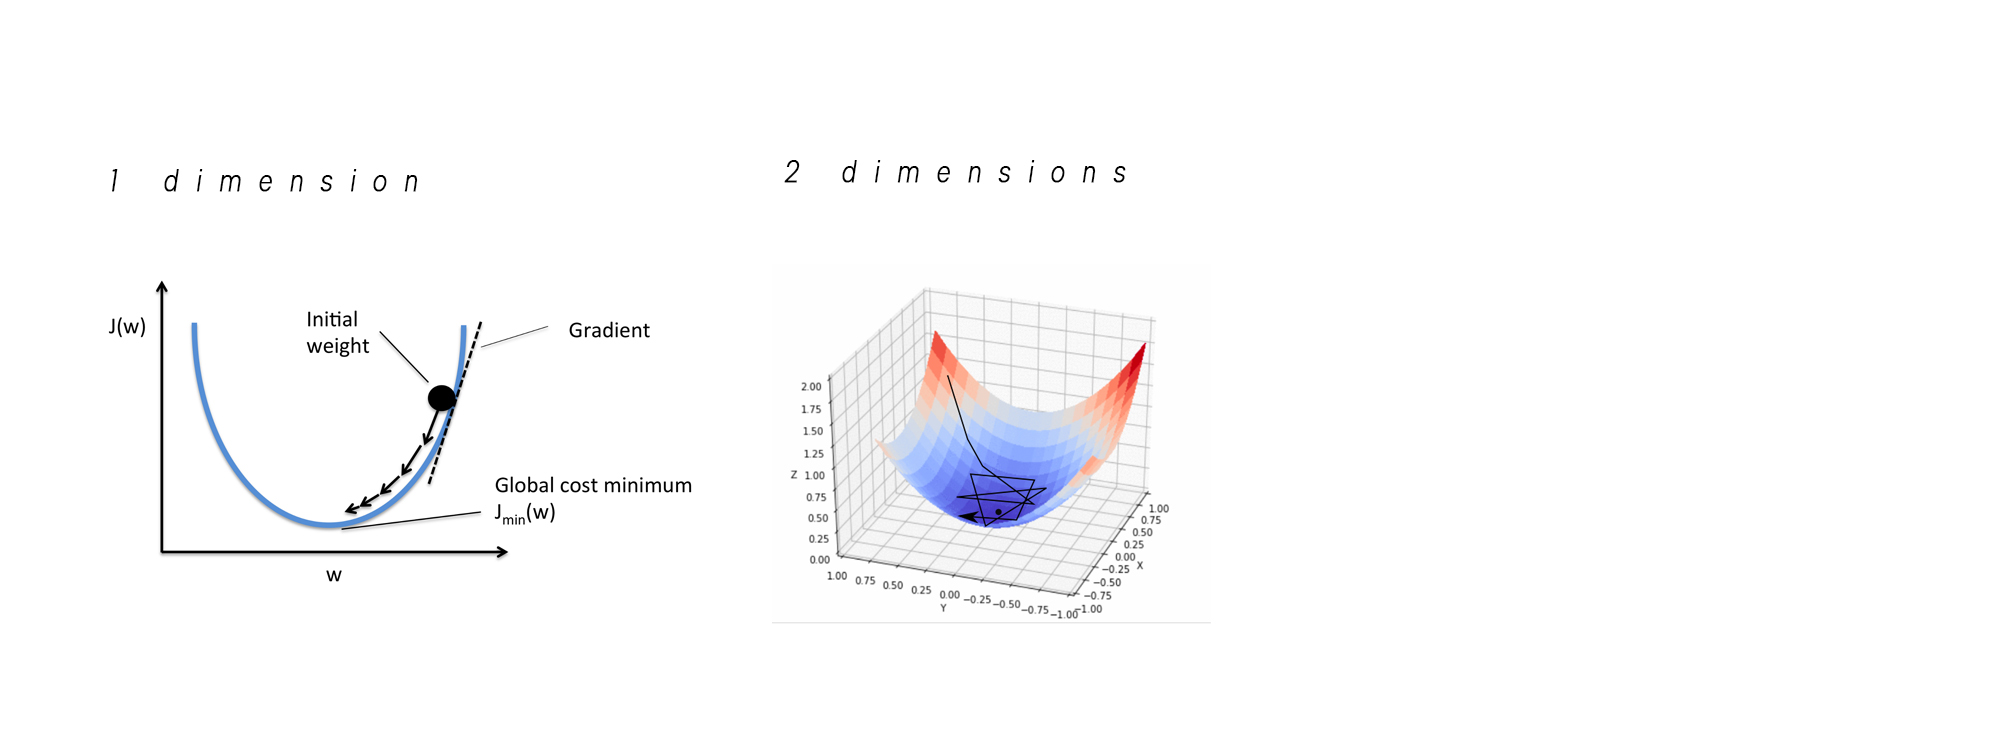 1 dimension
2 dimensions
J(w)
Initial
weight
Gradient
Global cost minimum
Jmin(w)
w
2.00
1.75
1.50
1.25
Z 1.00
0.75
0.50
0.25
0.00
1.00 0.75 0.50 0.25 0.00 −0.25 −0.50 −0.75 −1.00
Y
1.00
0.75
0.50
0.25
0.00
−0.25
−0.50
−0.75
−1.00
X